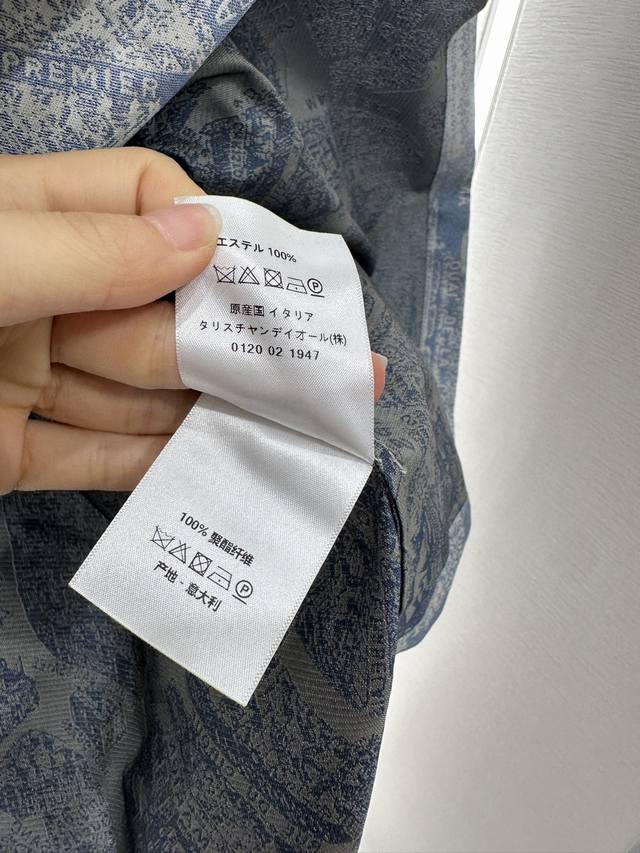 PREMIER
エステル 100%
原産国 イタリア
タリスチャンディオール(株)
0120 02 1947
100% 聚酯纤维
产地 - 意大利